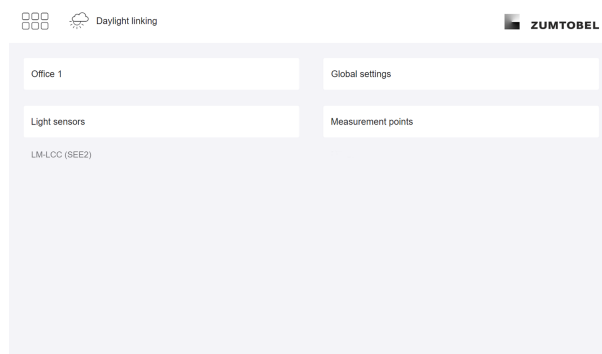 Daylight linking
ZUMTOBEL
Office 1
Global settings
Light sensors
Measurement points
LM-LCC (SEE2)